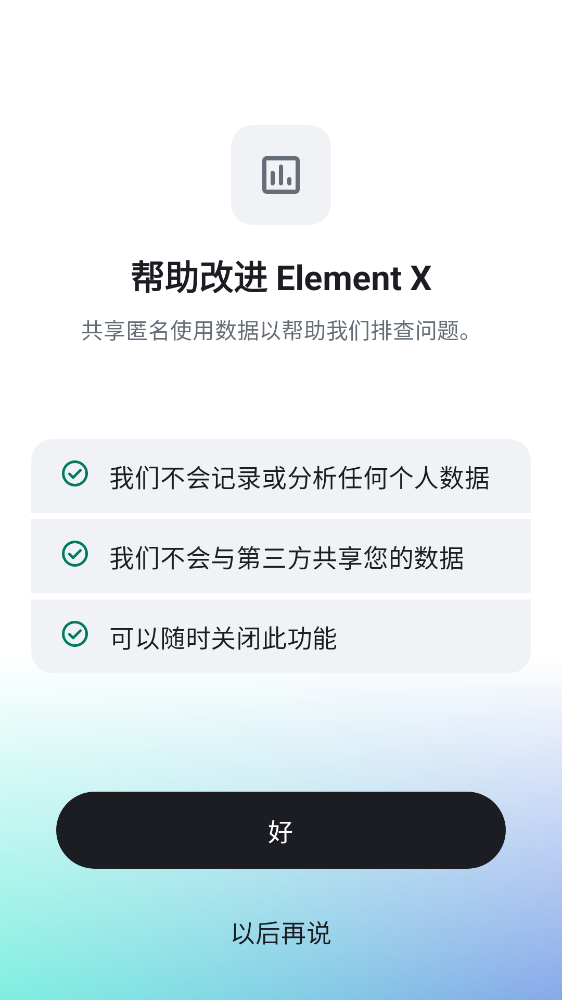 帮助改进 Element X
共享匿名使用数据以帮助我们排查问题。
我们不会记录或分析任何个人数据
我们不会与第三方共享您的数据
可以随时关闭此功能
好
以后再说